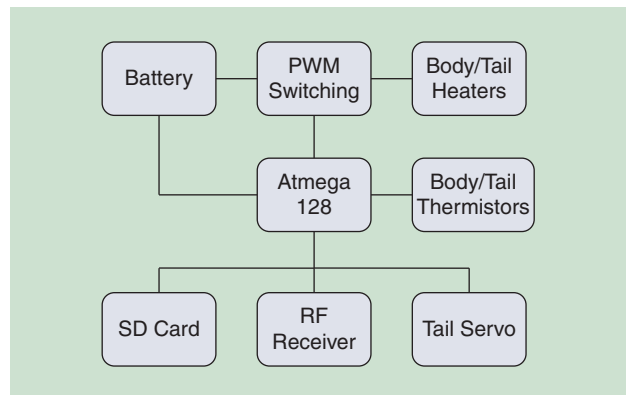 Battery
PWM
Switching
Body/Tail
Heaters
Atmega
128
Body/Tail
Thermistors
SD Card
RF
Receiver
Tail Servo